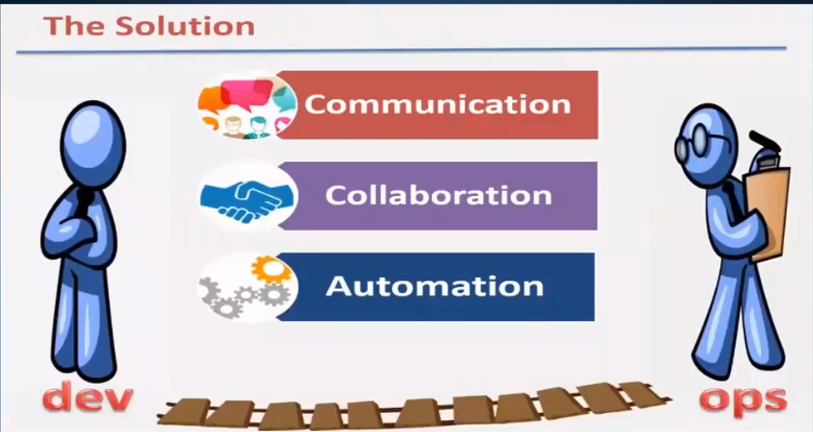 The Solution
Communication
Collaboration
Automation
dev
ops